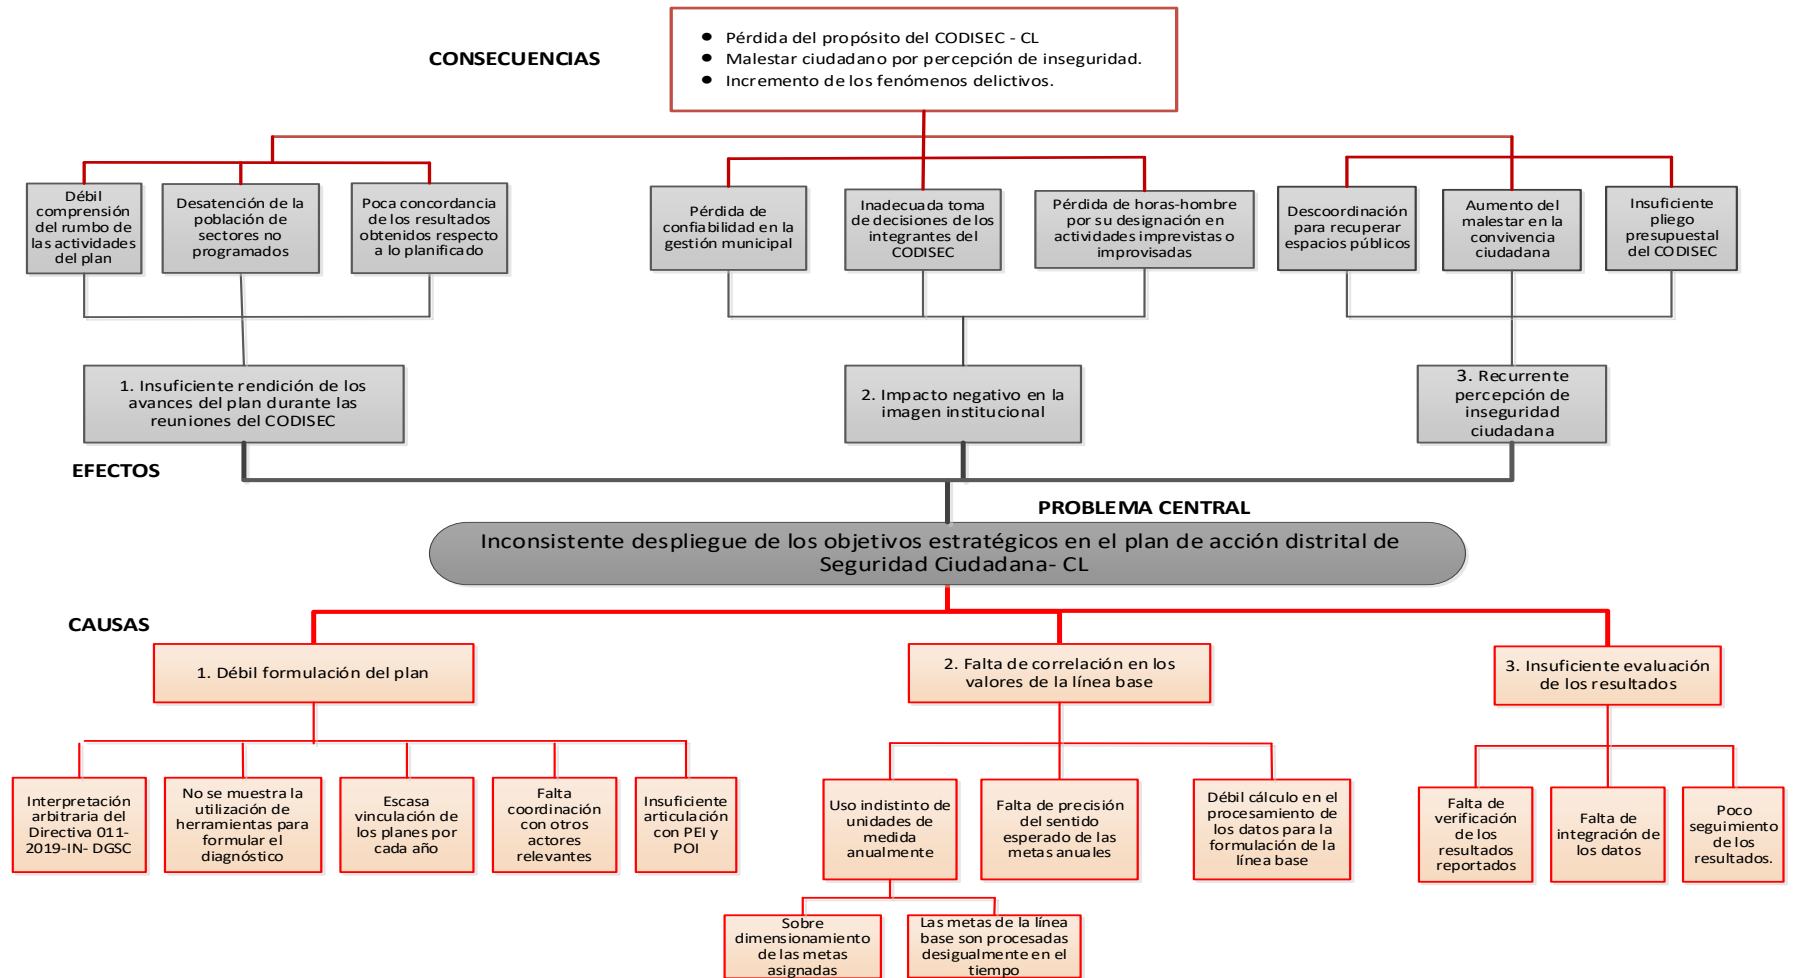 CONSECUENCIAS
● Pérdida del propósito del CODISEC - CL
● Malestar ciudadano por percepción de inseguridad.
● Incremento de los fenómenos delictivos.
Débil
comprensión
del rumbo de
las actividades
del plan
Desatención de la
población de
sectores no
programados
Poca concordancia
de los resultados
obtenidos respecto
a lo planificado
Pérdida de
confiabilidad en la
gestión municipal
Inadecuada toma
de decisiones de los
integrantes del
CODISEC
Pérdida de horas-hombre
por su designación en
actividades imprevistas o
improvisadas
Descoordinación
para recuperar
espacios públicos
Aumento del
malestar en la
convivencia
ciudadana
Insuficiente
pliego
presupuestal
del CODISEC
1. Insuficiente rendición de los
avances del plan durante las
reuniones del CODISEC
2. Impacto negativo en la
imagen institucional
3. Recurrente
percepción de
inseguridad
ciudadana
EFECTOS
PROBLEMA CENTRAL
Inconsistente despliegue de los objetivos estratégicos en el plan de acción distrital de
Seguridad Ciudadana- CL
CAUSAS
1. Débil formulación del plan
2. Falta de correlación en los
valores de la línea base
3. Insuficiente evaluación
de los resultados
Interpretación
arbitraria del
Directiva 011-
2019-IN- DGSC
No se muestra la
utilización de
herramientas para
formular el
diagnóstico
Escasa
vinculación de
los planes por
cada año
Falta
coordinación
con otros
actores
relevantes
Insuficiente
articulación
con PEI y
POI
Uso indistinto de
unidades de
medida
anualmente
Falta de precisión
del sentido
esperado de las
metas anuales
Débil cálculo en el
procesamiento de
los datos para la
formulación de la
línea base
Falta de
verificación de
los resultados
reportados
Falta de
integración de
los datos
Poco
seguimiento
de los
resultados.
Sobre
dimensionamiento
de las metas
asignadas
Las metas de la línea
base son procesadas
desigualmente en el
tiempo